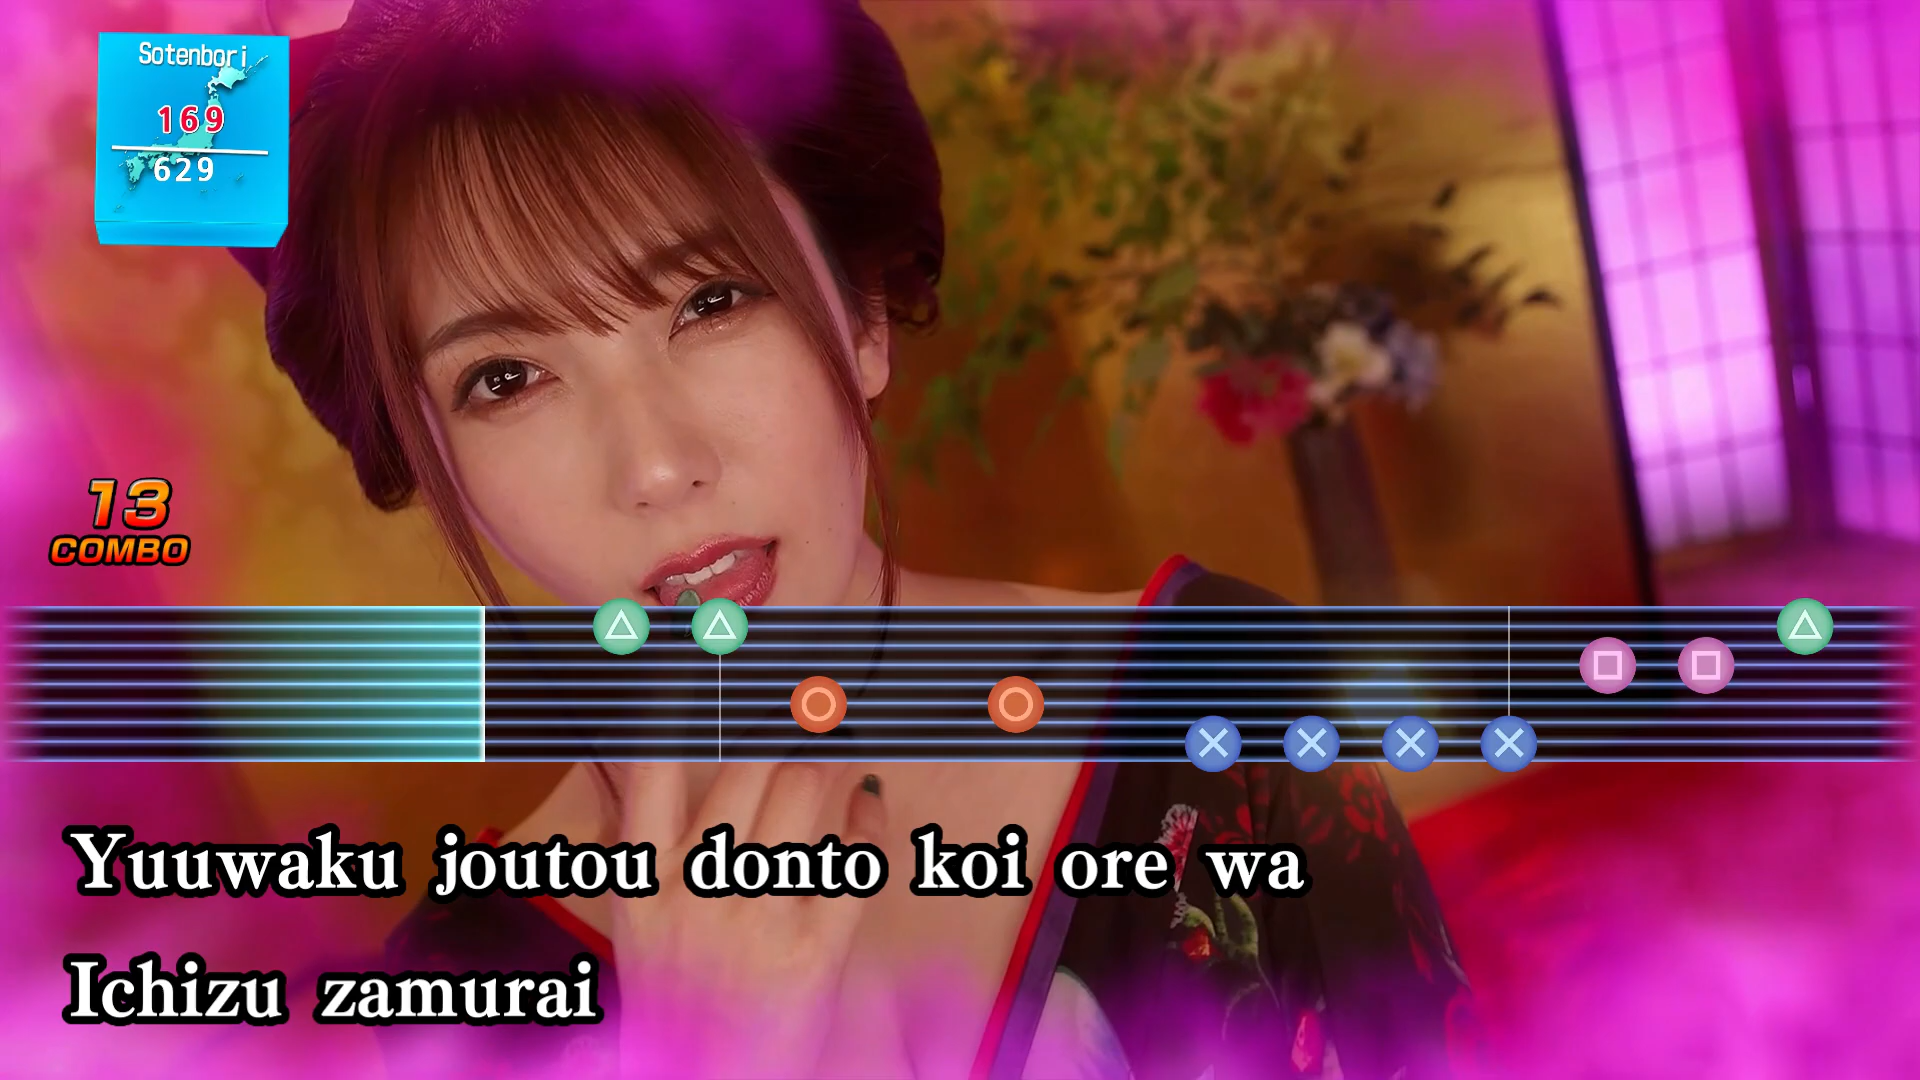 Sotenbori
169
629
13
COMBO
Yuuwaku joutou donto koi ore wa
Ichizu zamurai